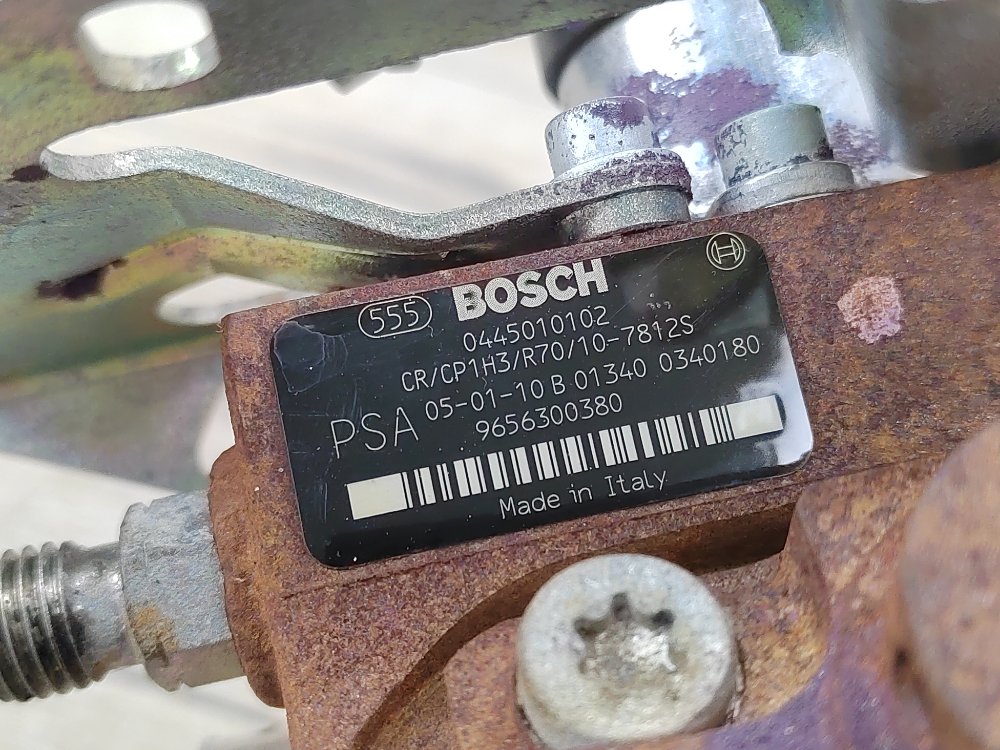 555 BOSCH
0445010102
CR/CP1H3/R70/10-7812S
PSA 05-01-10 B 01340 0340180
9656300380
Made in Italy